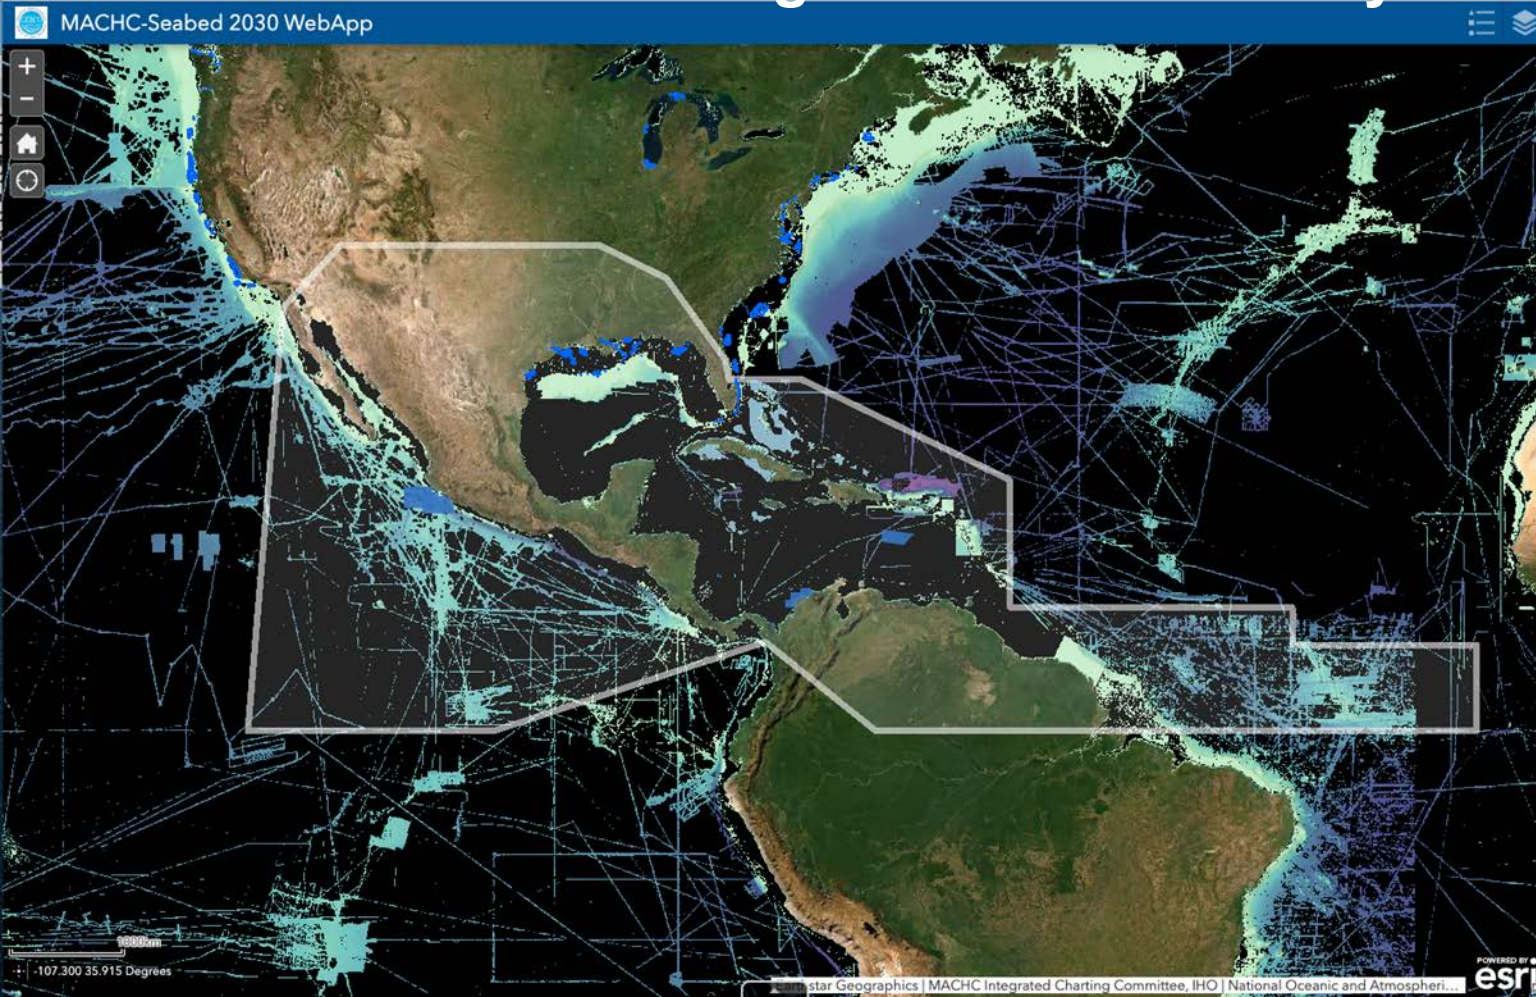 MACHC-Seabed 2030 WebApp
+
−
1000km
-107.300 35.915 Degrees
star Geographics | MACHC Integrated Charting Committee, IHO | National Oceanic and Atmospheri...
POWERED BY
esri